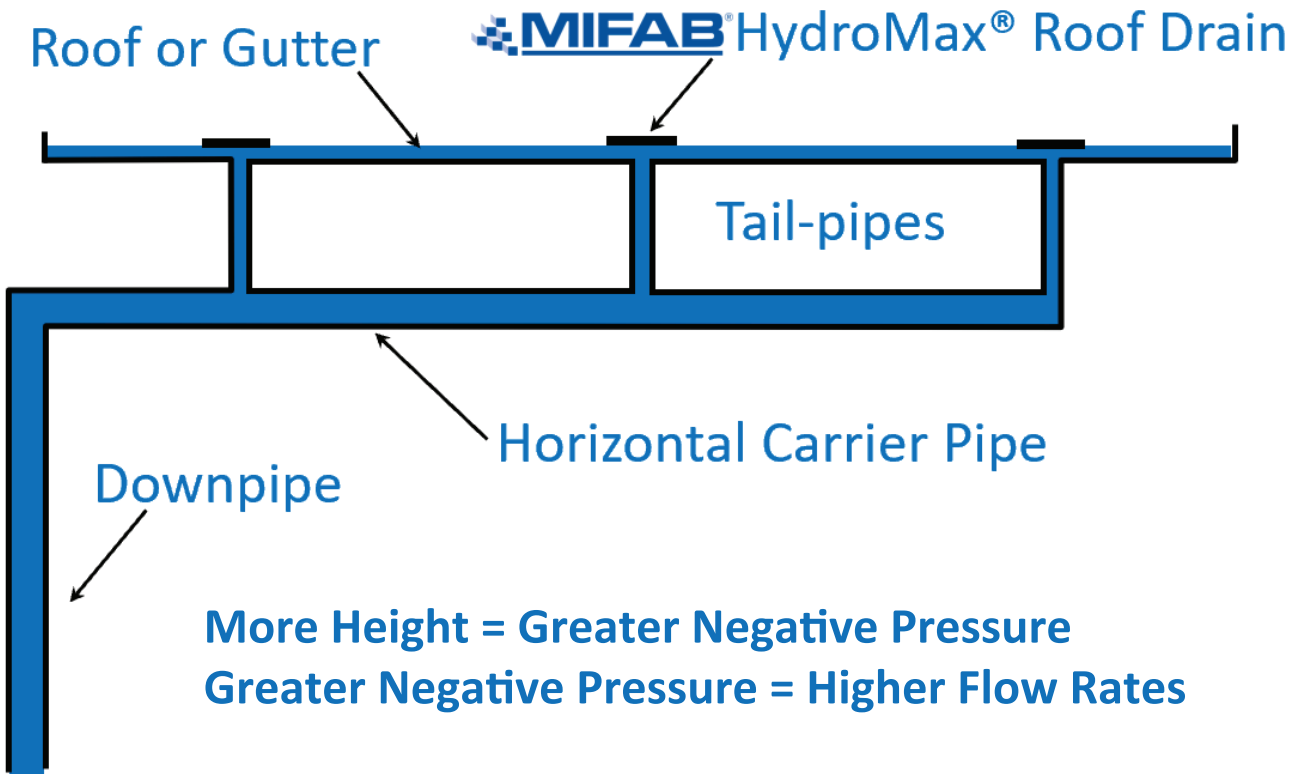 Roof or Gutter
MIFAB® HydroMax® Roof Drain
Tail-pipes
Horizontal Carrier Pipe
Downpipe
More Height = Greater Negative Pressure
Greater Negative Pressure = Higher Flow Rates